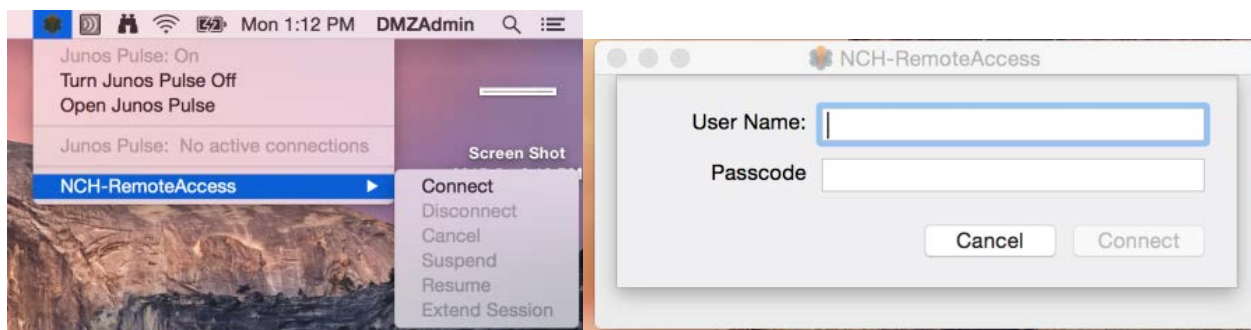 Mon 1:12 PM DMZAdmin
Junos Pulse: On
Turn Junos Pulse Off
Open Junos Pulse
Junos Pulse: No active connections
NCH-RemoteAccess
Screen Shot
Connect
Disconnect
Cancel
Suspend
Resume
Extend Session
NCH-RemoteAccess
User Name:
Passcode
Cancel Connect